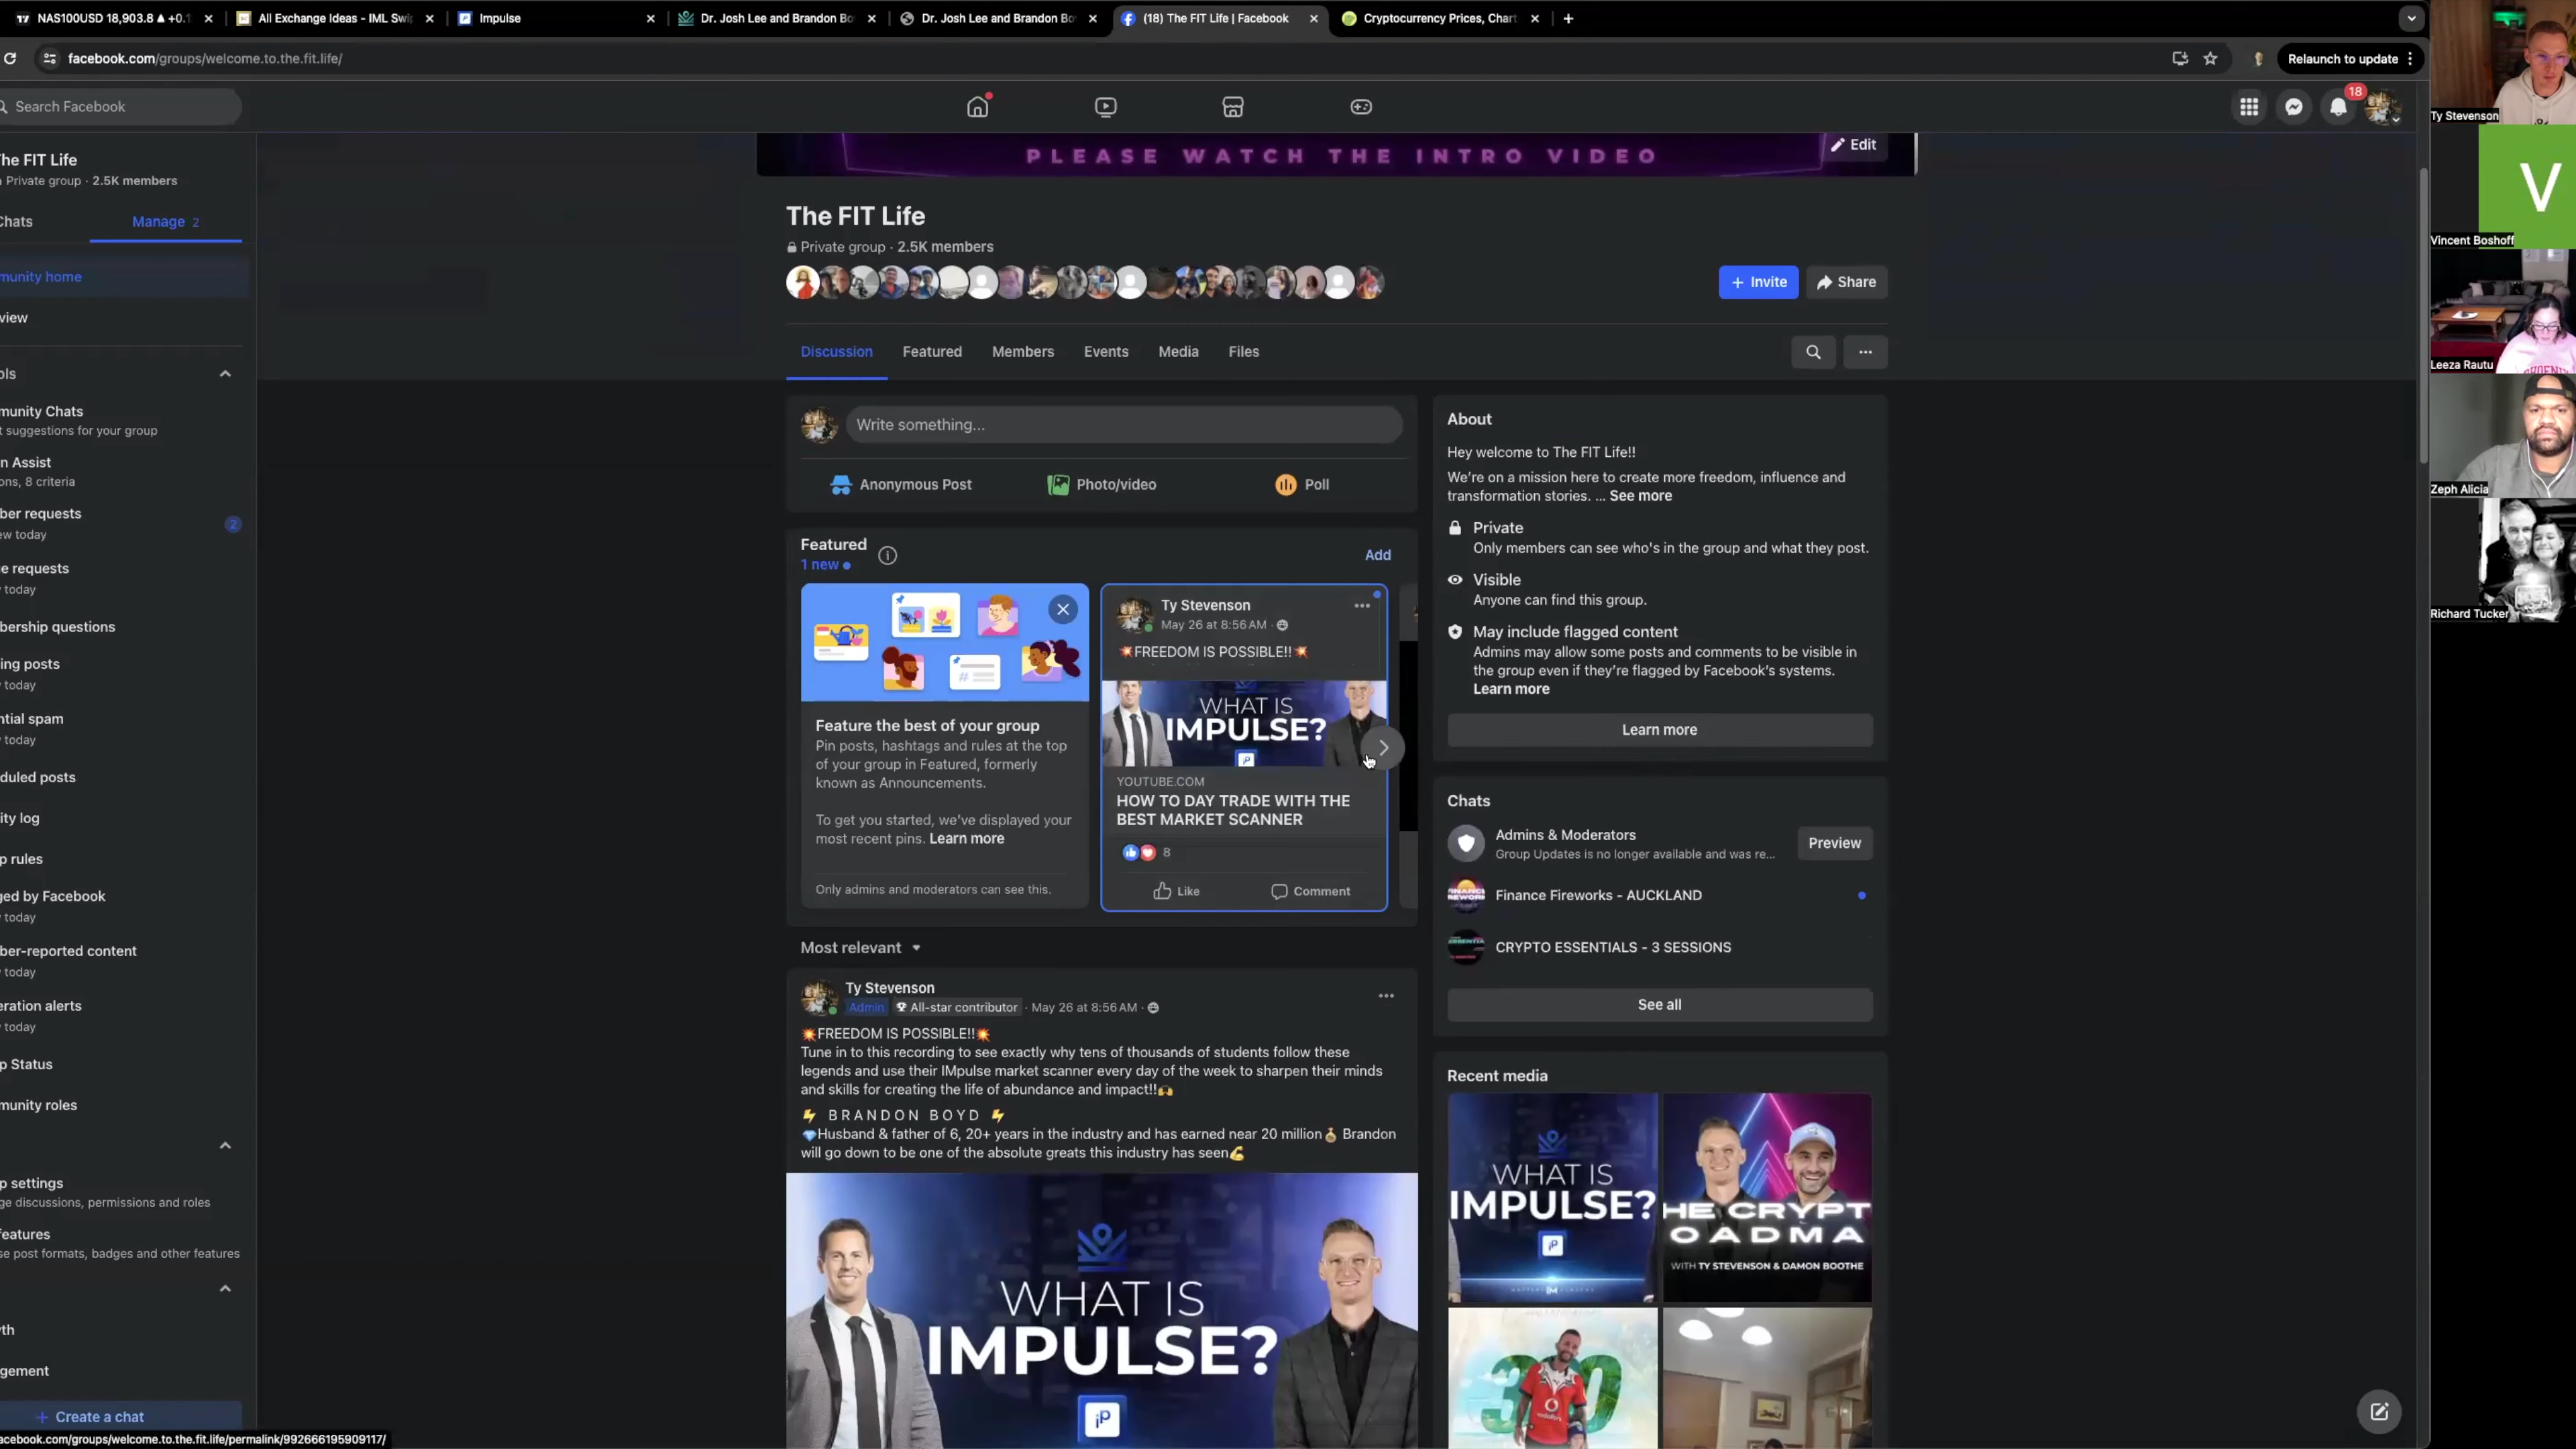 NAS100USD 18,903.8 ▲ +0.1
All Exchange Ideas - IML Swip
Impulse
Dr. Josh Lee and Brandon Bo
Dr. Josh Lee and Brandon Bo
(18) The FIT Life | Facebook
Cryptocurrency Prices, Chart
facebook.com/groups/welcome.to.the.fit.life/
Relaunch to update
Search Facebook
18
he FIT Life
Private group · 2.5K members
Chats
Manage 2
munity home
view
ols
munity Chats
t suggestions for your group
n Assist
ons, 8 criteria
ber requests
ew today
2
e requests
today
bership questions
ing posts
today
ntial spam
today
duled posts
ity log
p rules
ged by Facebook
today
ber-reported content
today
eration alerts
today
p Status
munity roles
p settings
ge discussions, permissions and roles
features
se post formats, badges and other features
th
gement
+ Create a chat
acebook.com/groups/welcome.to.the.fit.life/permalink/992666195909117/
PLEASE WATCH THE INTRO VIDEO
Edit
The FIT Life
Private group · 2.5K members
+ Invite
Share
Discussion
Featured
Members
Events
Media
Files
Write something...
Anonymous Post
Photo/video
Poll
Featured
1 new
Add
Feature the best of your group
Pin posts, hashtags and rules at the top
of your group in Featured, formerly
known as Announcements.
To get you started, we've displayed your
most recent pins. Learn more
Only admins and moderators can see this.
Ty Stevenson
May 26 at 8:56 AM ·
💥FREEDOM IS POSSIBLE!!💥
WHAT IS
IMPULSE?
iP
YOUTUBE.COM
HOW TO DAY TRADE WITH THE
BEST MARKET SCANNER
8
Like
Comment
Most relevant
Ty Stevenson
Admin
All-star contributor · May 26 at 8:56 AM ·
💥FREEDOM IS POSSIBLE!!💥
Tune in to this recording to see exactly why tens of thousands of students follow these
legends and use their IMpulse market scanner every day of the week to sharpen their minds
and skills for creating the life of abundance and impact!!🙌
⚡ B R A N D O N B O Y D ⚡
💎Husband & father of 6, 20+ years in the industry and has earned near 20 million💰 Brandon
will go down to be one of the absolute greats this industry has seen💪
WHAT IS
IMPULSE?
iP
About
Hey welcome to The FIT Life!!
We're on a mission here to create more freedom, influence and
transformation stories. ... See more
Private
Only members can see who's in the group and what they post.
Visible
Anyone can find this group.
May include flagged content
Admins may allow some posts and comments to be visible in
the group even if they're flagged by Facebook's systems.
Learn more
Learn more
Chats
Admins & Moderators
Group Updates is no longer available and was re...
Preview
Finance Fireworks - AUCKLAND
CRYPTO ESSENTIALS - 3 SESSIONS
See all
Recent media
WHAT IS
IMPULSE?
iP
HE CRYPT
OADMA
WITH TY STEVENSON & DAMON BOOTHE
30
Ty Stevenson
V
Vincent Boshoff
Leeza Rautu
Zeph Alicia
Richard Tucker